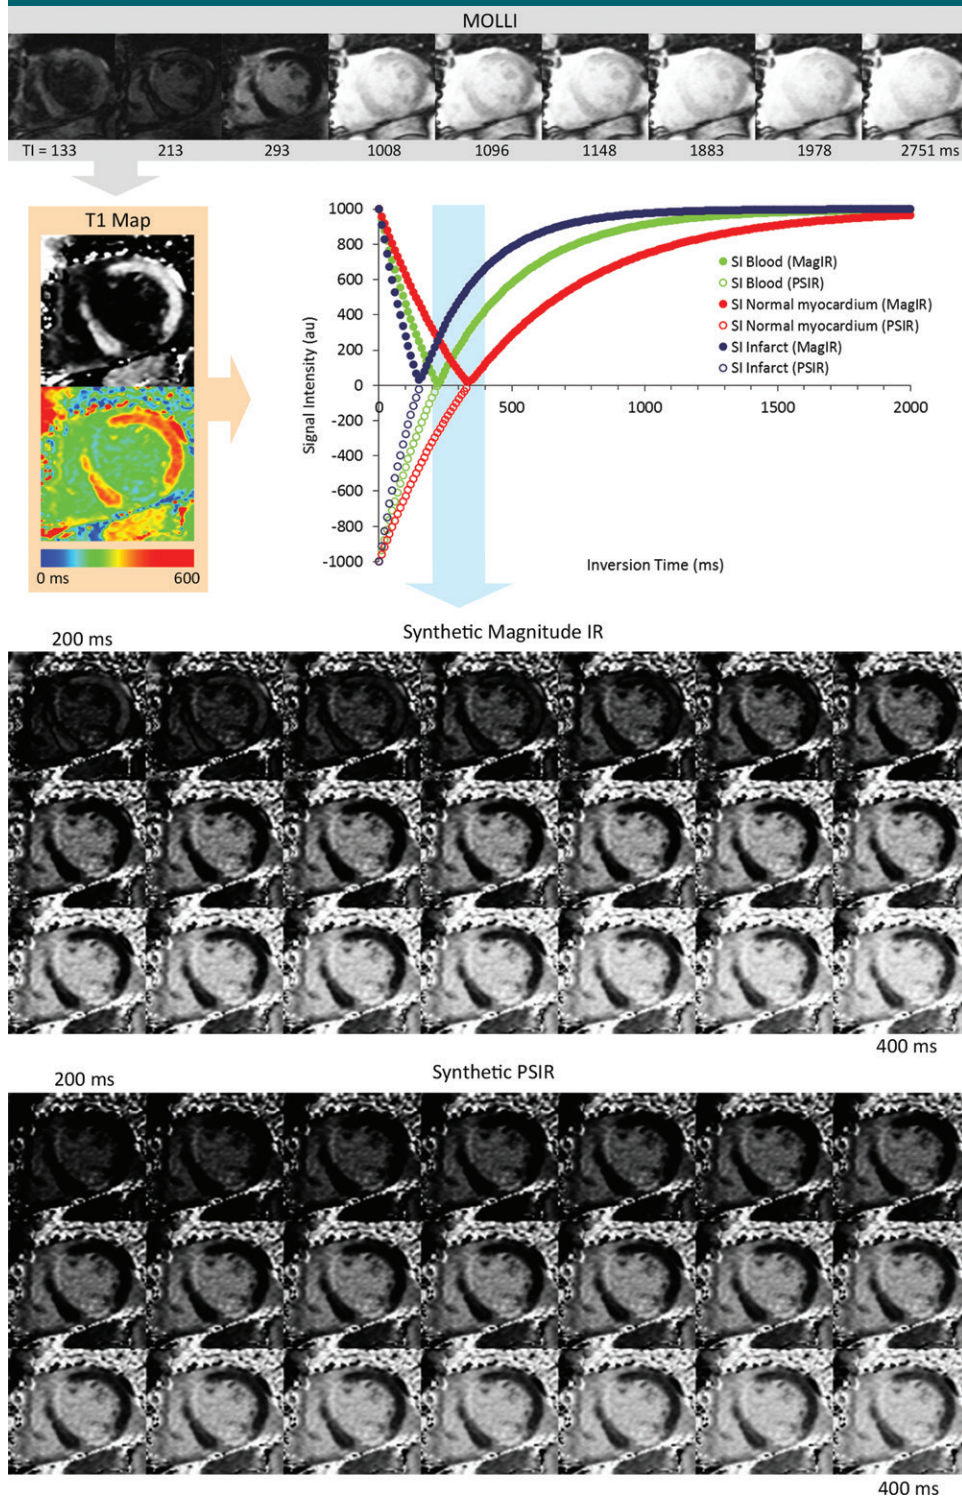 MOLLI
TI = 133 213 293 1008 1096 1148 1883 1978 2751 ms
T1 Map
0 ms 600
1000
800
600
400
200
0
-200
-400
-600
-800
-1000
Signal Intensity (au)
0 500 1000 1500 2000
Inversion Time (ms)
SI Blood (MagIR)
SI Blood (PSIR)
SI Normal myocardium (MagIR)
SI Normal myocardium (PSIR)
SI Infarct (MagIR)
SI Infarct (PSIR)
Synthetic Magnitude IR
200 ms
400 ms
Synthetic PSIR
200 ms
400 ms